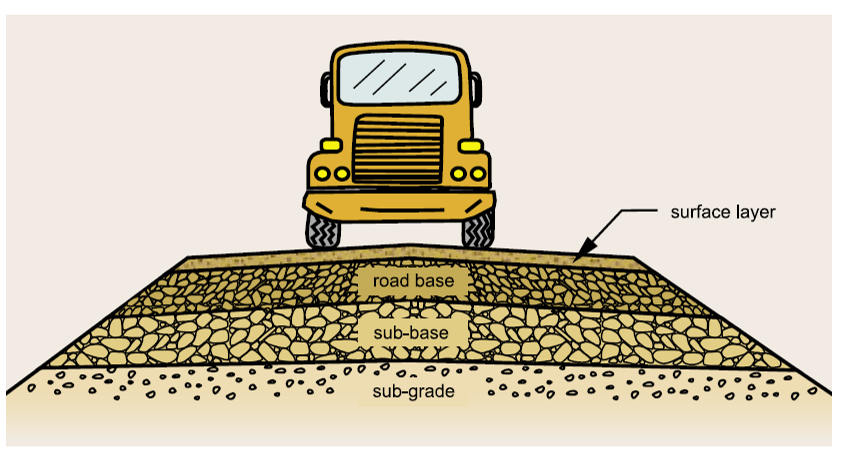 surface layer
road base
sub-base
sub-grade